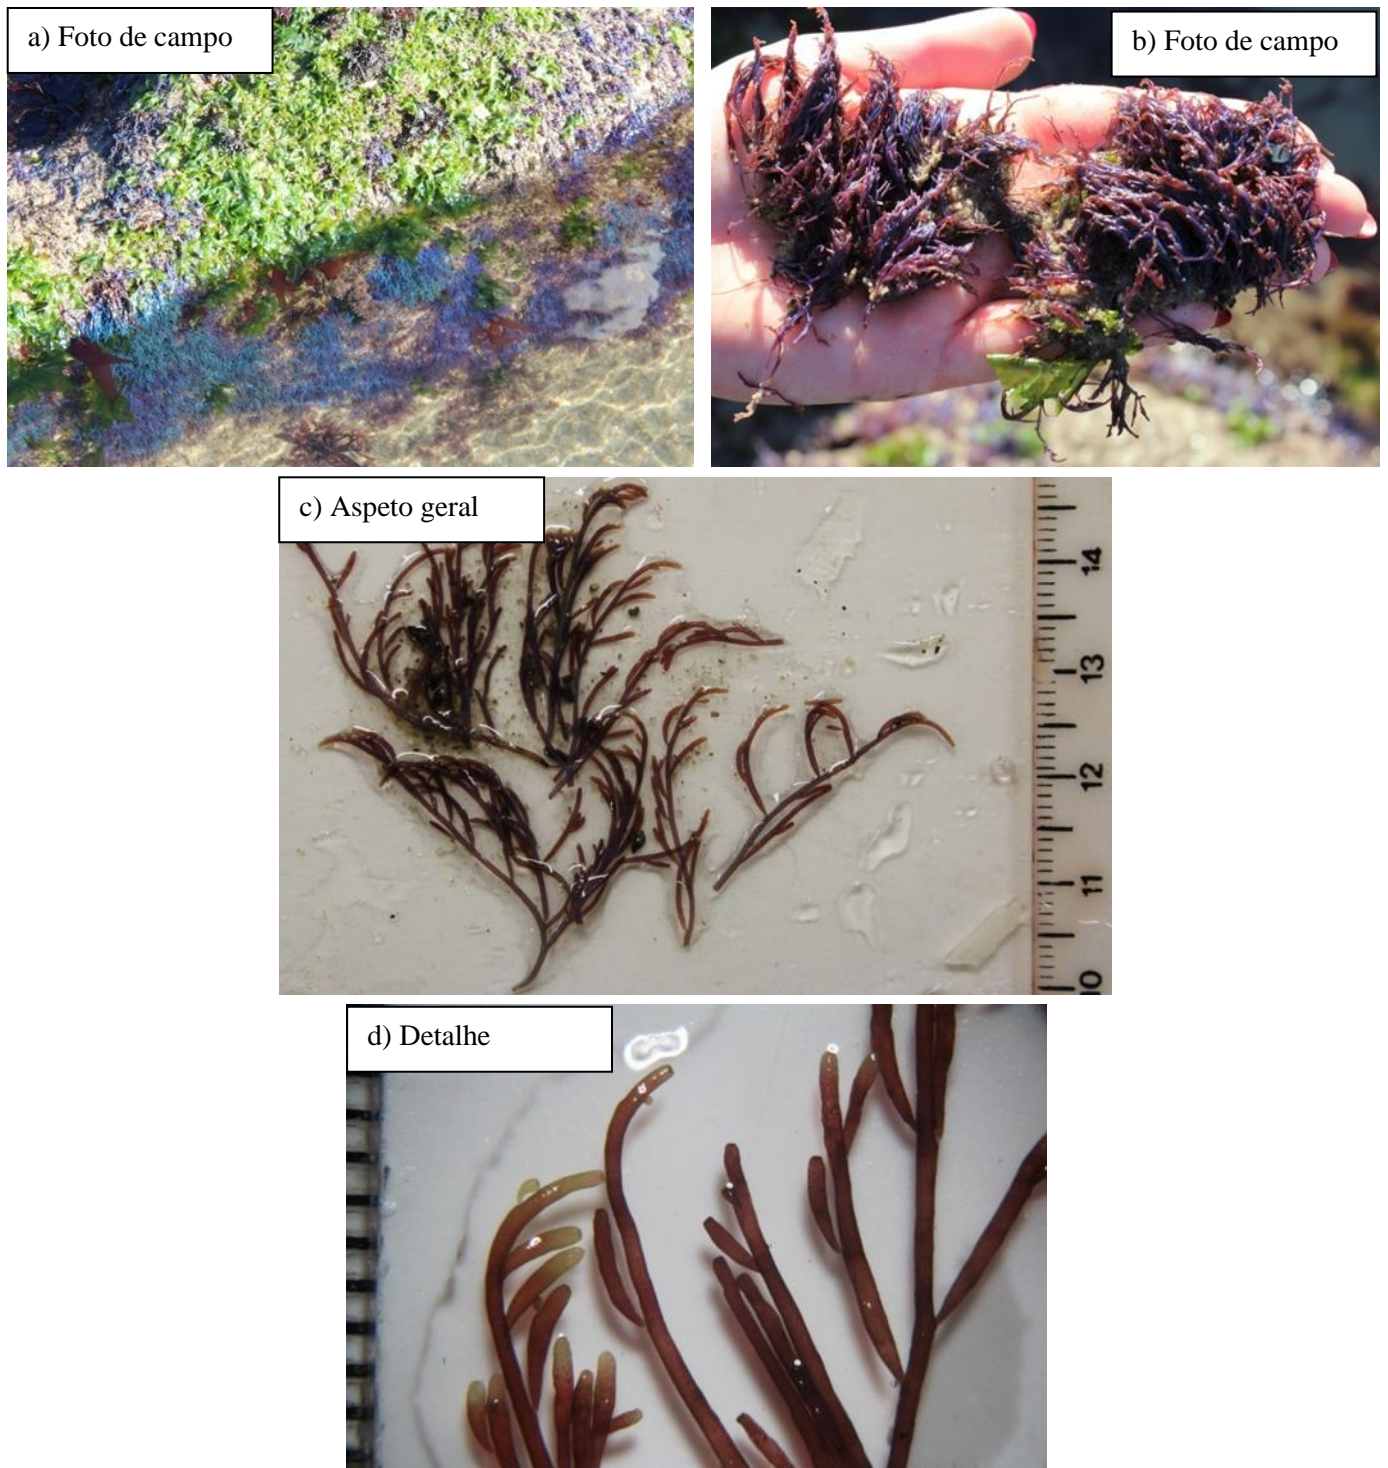 a) Foto de campo
b) Foto de campo
c) Aspeto geral
14
13
12
11
10
d) Detalhe